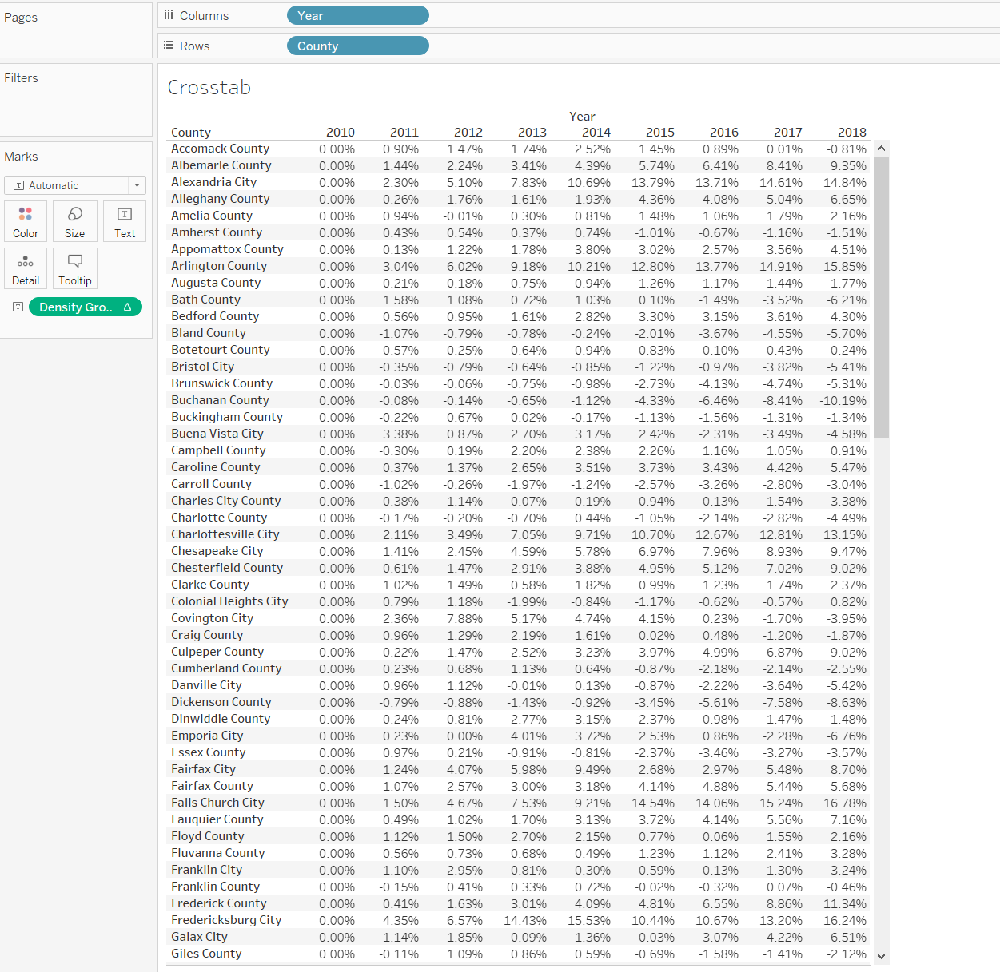 Pages
Columns Year
Rows County
Filters
Marks
Automatic
Color Size Text
Detail Tooltip
Density Gro.. Δ
Crosstab
Year
County 2010 2011 2012 2013 2014 2015 2016 2017 2018
Accomack County 0.00% 0.90% 1.47% 1.74% 2.52% 1.45% 0.89% 0.01% -0.81%
Albemarle County 0.00% 1.44% 2.24% 3.41% 4.39% 5.74% 6.41% 8.41% 9.35%
Alexandria City 0.00% 2.30% 5.10% 7.83% 10.69% 13.79% 13.71% 14.61% 14.84%
Alleghany County 0.00% -0.26% -1.76% -1.61% -1.93% -4.36% -4.08% -5.04% -6.65%
Amelia County 0.00% 0.94% -0.01% 0.30% 0.81% 1.48% 1.06% 1.79% 2.16%
Amherst County 0.00% 0.43% 0.54% 0.37% 0.74% -1.01% -0.67% -1.16% -1.51%
Appomattox County 0.00% 0.13% 1.22% 1.78% 3.80% 3.02% 2.57% 3.56% 4.51%
Arlington County 0.00% 3.04% 6.02% 9.18% 10.21% 12.80% 13.77% 14.91% 15.85%
Augusta County 0.00% -0.21% -0.18% 0.75% 0.94% 1.26% 1.17% 1.44% 1.77%
Bath County 0.00% 1.58% 1.08% 0.72% 1.03% 0.10% -1.49% -3.52% -6.21%
Bedford County 0.00% 0.56% 0.95% 1.61% 2.82% 3.30% 3.15% 3.61% 4.30%
Bland County 0.00% -1.07% -0.79% -0.78% -0.24% -2.01% -3.67% -4.55% -5.70%
Botetourt County 0.00% 0.57% 0.25% 0.64% 0.94% 0.83% -0.10% 0.43% 0.24%
Bristol City 0.00% -0.35% -0.79% -0.64% -0.85% -1.22% -0.97% -3.82% -5.41%
Brunswick County 0.00% -0.03% -0.06% -0.75% -0.98% -2.73% -4.13% -4.74% -5.31%
Buchanan County 0.00% -0.08% -0.14% -0.65% -1.12% -4.33% -6.46% -8.41% -10.19%
Buckingham County 0.00% -0.22% 0.67% 0.02% -0.17% -1.13% -1.56% -1.31% -1.34%
Buena Vista City 0.00% 3.38% 0.87% 2.70% 3.17% 2.42% -2.31% -3.49% -4.58%
Campbell County 0.00% -0.30% 0.19% 2.20% 2.38% 2.26% 1.16% 1.05% 0.91%
Caroline County 0.00% 0.37% 1.37% 2.65% 3.51% 3.73% 3.43% 4.42% 5.47%
Carroll County 0.00% -1.02% -0.26% -1.97% -1.24% -2.57% -3.26% -2.80% -3.04%
Charles City County 0.00% 0.38% -1.14% 0.07% -0.19% 0.94% -0.13% -1.54% -3.38%
Charlotte County 0.00% -0.17% -0.20% -0.70% 0.44% -1.05% -2.14% -2.82% -4.49%
Charlottesville City 0.00% 2.11% 3.49% 7.05% 9.71% 10.70% 12.67% 12.81% 13.15%
Chesapeake City 0.00% 1.41% 2.45% 4.59% 5.78% 6.97% 7.96% 8.93% 9.47%
Chesterfield County 0.00% 0.61% 1.47% 2.91% 3.88% 4.95% 5.12% 7.02% 9.02%
Clarke County 0.00% 1.02% 1.49% 0.58% 1.82% 0.99% 1.23% 1.74% 2.37%
Colonial Heights City 0.00% 0.79% 1.18% -1.99% -0.84% -1.17% -0.62% -0.57% 0.82%
Covington City 0.00% 2.36% 7.88% 5.17% 4.74% 4.15% 0.23% -1.70% -3.95%
Craig County 0.00% 0.96% 1.29% 2.19% 1.61% 0.02% 0.48% -1.20% -1.87%
Culpeper County 0.00% 0.22% 1.47% 2.52% 3.23% 3.97% 4.99% 6.87% 9.02%
Cumberland County 0.00% 0.23% 0.68% 1.13% 0.64% -0.87% -2.18% -2.14% -2.55%
Danville City 0.00% 0.96% 1.12% -0.01% 0.13% -0.87% -2.22% -3.64% -5.42%
Dickenson County 0.00% -0.79% -0.88% -1.43% -0.92% -3.45% -5.61% -7.58% -8.63%
Dinwiddie County 0.00% -0.24% 0.81% 2.77% 3.15% 2.37% 0.98% 1.47% 1.48%
Emporia City 0.00% 0.23% 0.00% 4.01% 3.72% 2.53% 0.86% -2.28% -6.76%
Essex County 0.00% 0.97% 0.21% -0.91% -0.81% -2.37% -3.46% -3.27% -3.57%
Fairfax City 0.00% 1.24% 4.07% 5.98% 9.49% 2.68% 2.97% 5.48% 8.70%
Fairfax County 0.00% 1.07% 2.57% 3.00% 3.18% 4.14% 4.88% 5.44% 5.68%
Falls Church City 0.00% 1.50% 4.67% 7.53% 9.21% 14.54% 14.06% 15.24% 16.78%
Fauquier County 0.00% 0.49% 1.02% 1.70% 3.13% 3.72% 4.14% 5.56% 7.16%
Floyd County 0.00% 1.12% 1.50% 2.70% 2.15% 0.77% 0.06% 1.55% 2.16%
Fluvanna County 0.00% 0.56% 0.73% 0.68% 0.49% 1.23% 1.12% 2.41% 3.28%
Franklin City 0.00% 1.10% 2.95% 0.81% -0.30% -0.59% 0.13% -1.30% -3.24%
Franklin County 0.00% -0.15% 0.41% 0.33% 0.72% -0.02% -0.32% 0.07% -0.46%
Frederick County 0.00% 0.41% 1.63% 3.01% 4.09% 4.81% 6.55% 8.86% 11.34%
Fredericksburg City 0.00% 4.35% 6.57% 14.43% 15.53% 10.44% 10.67% 13.20% 16.24%
Galax City 0.00% 1.14% 1.85% 0.09% 1.36% -0.03% -3.07% -4.22% -6.51%
Giles County 0.00% -0.11% 1.09% 0.86% 0.59% -0.69% -1.58% -1.41% -2.12%